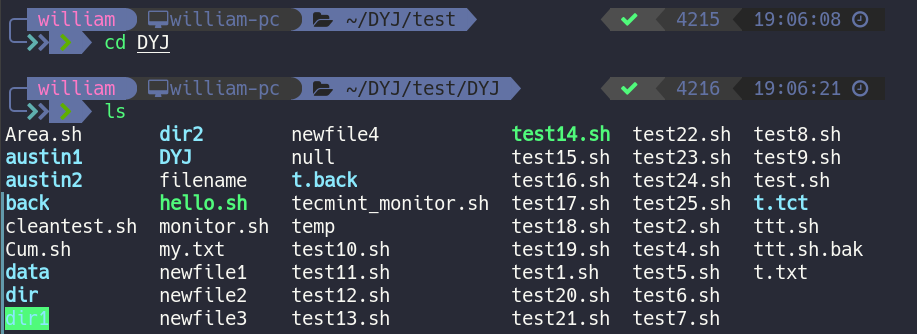 william william-pc ~/DYJ/test 4215 19:06:08
cd DYJ
william william-pc ~/DYJ/test/DYJ 4216 19:06:21
ls
Area.sh dir2 newfile4 test14.sh test22.sh test8.sh
austin1 DYJ null test15.sh test23.sh test9.sh
austin2 filename t.back test16.sh test24.sh test.sh
back hello.sh tecmint_monitor.sh test17.sh test25.sh t.tct
cleantest.sh monitor.sh temp test18.sh test2.sh ttt.sh
Cum.sh my.txt test10.sh test19.sh test4.sh ttt.sh.bak
data newfile1 test11.sh test1.sh test5.sh t.txt
dir newfile2 test12.sh test20.sh test6.sh
dir1 newfile3 test13.sh test21.sh test7.sh